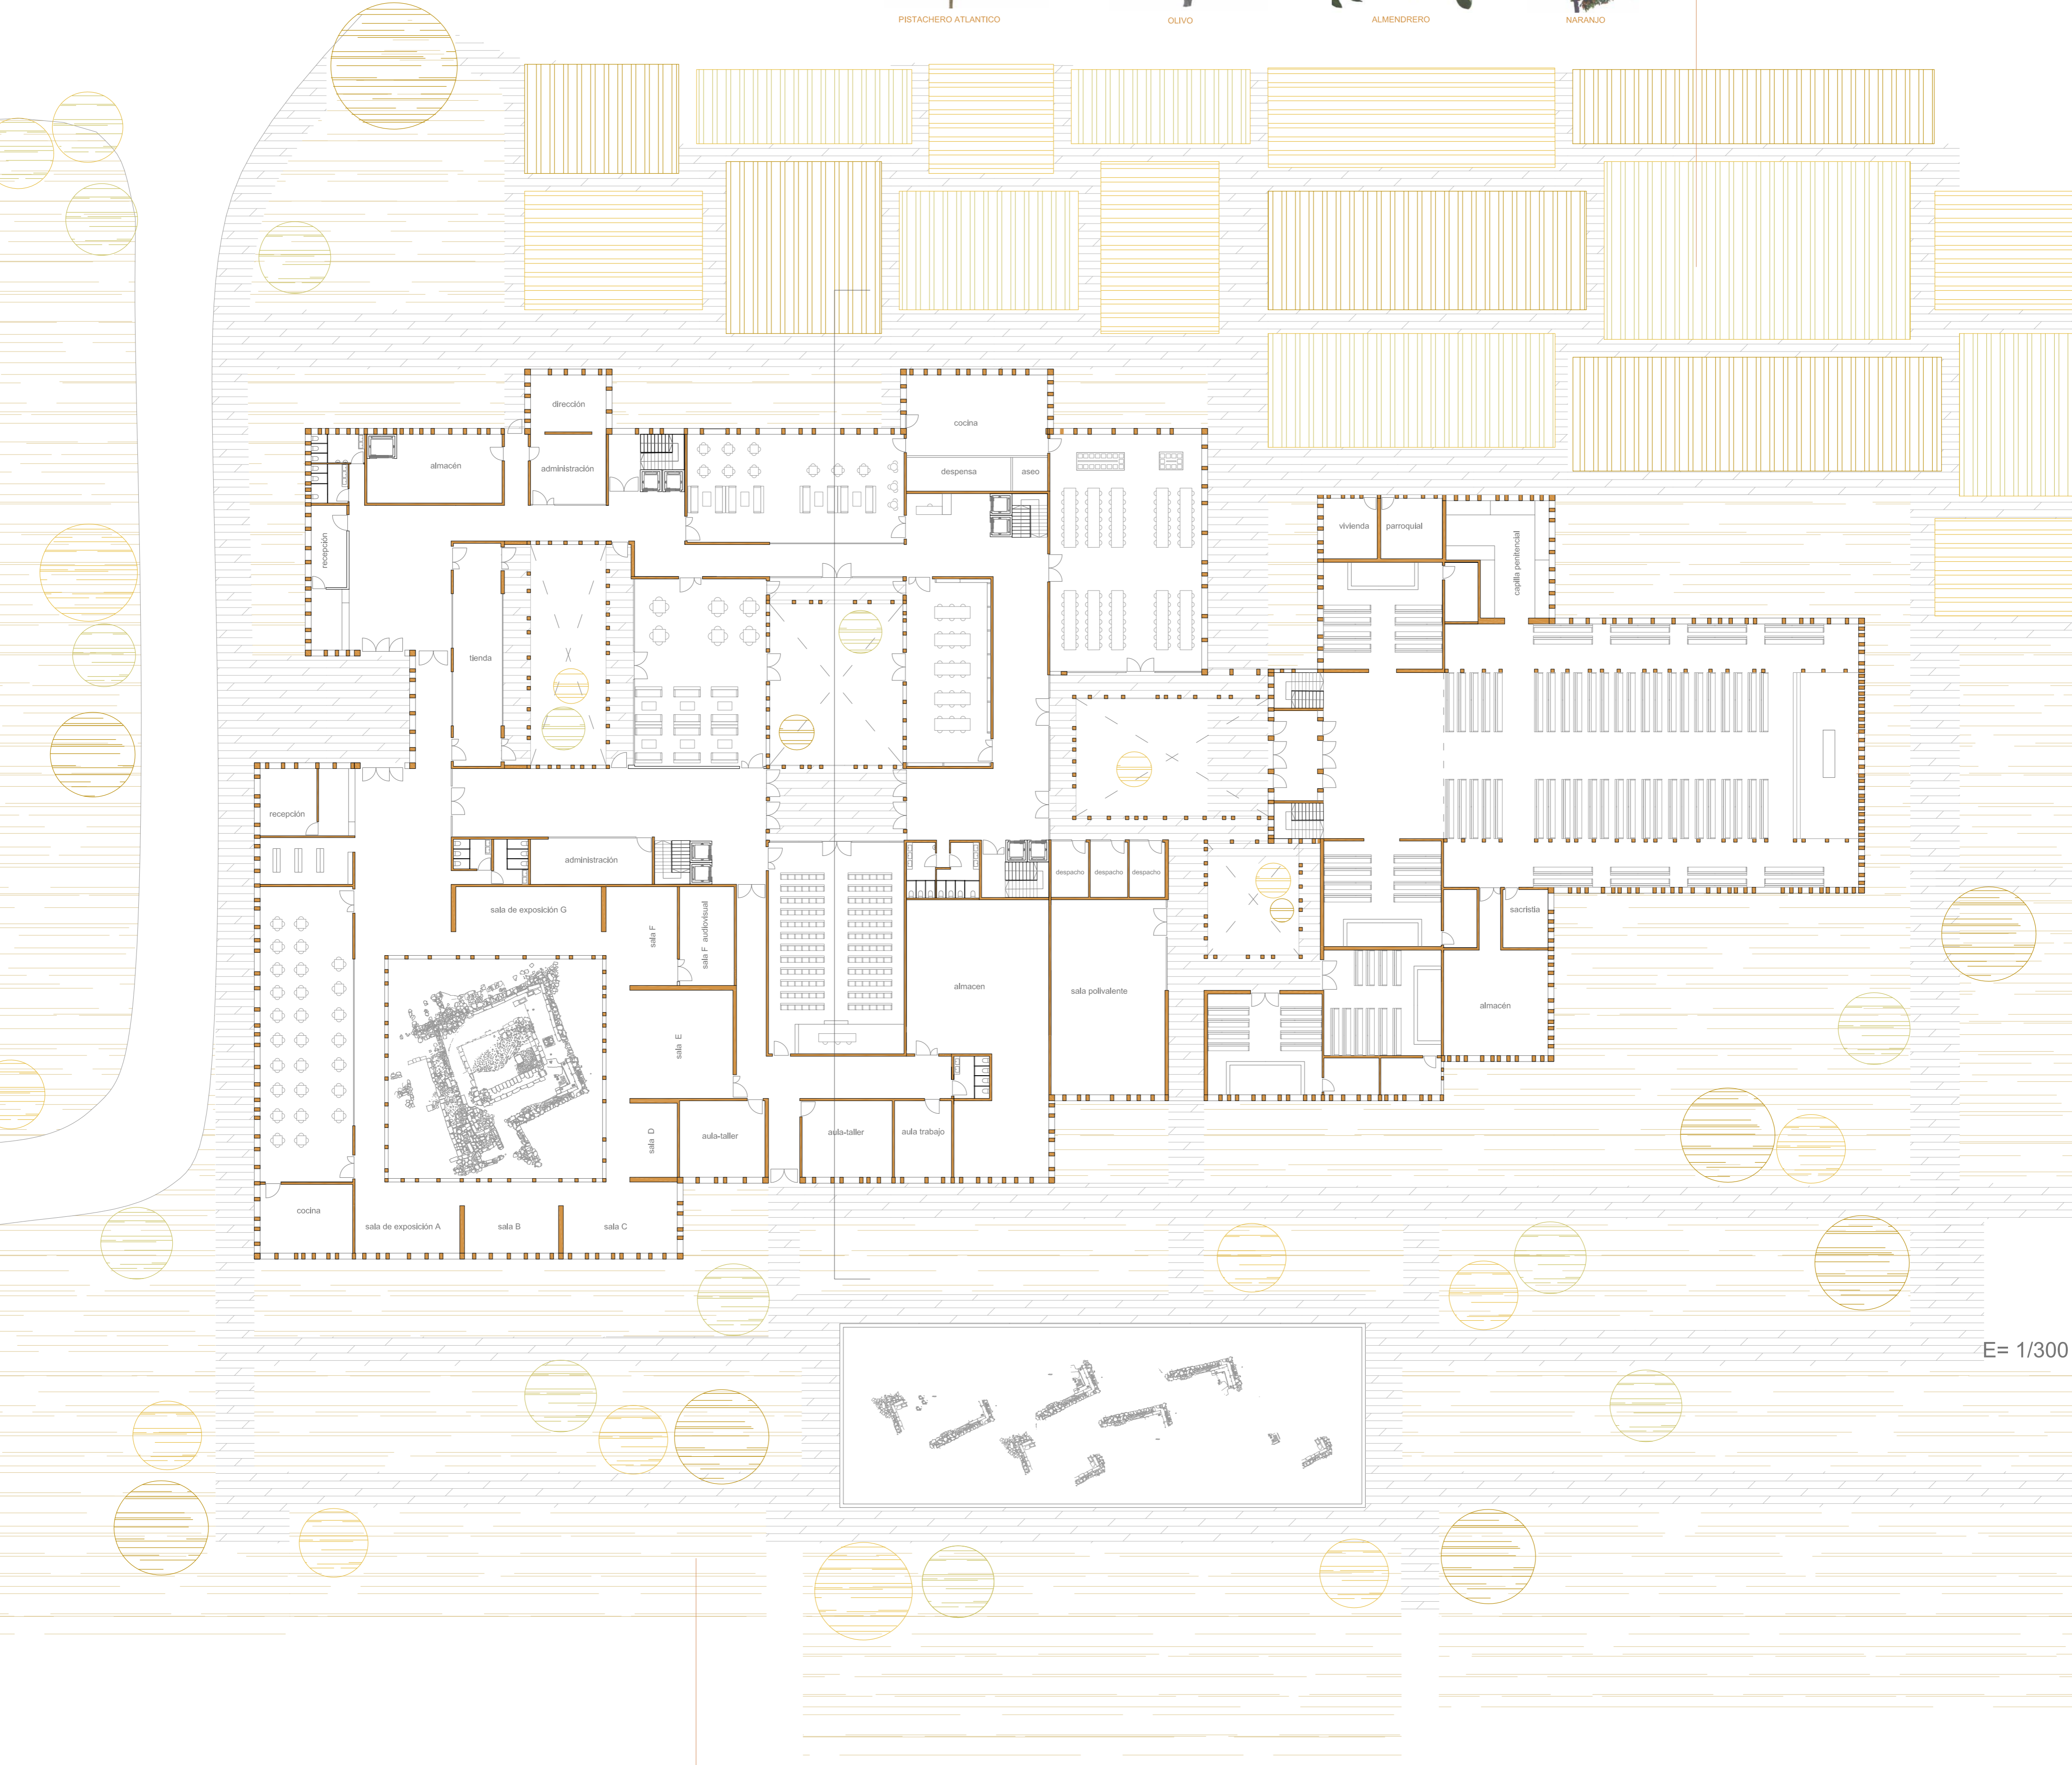 PISTACHERO ATLANTICO
OLIVO
ALMENDRERO
NARANJO
dirección
cocina
almacén
administración
despensa
aseo
recepción
vivienda
parroquial
capilla penitencial
tienda
recepción
administración
despacho
despacho
despacho
sala de exposición G
sala F
sala F audiovisual
sacristia
almacen
sala polivalente
almacén
sala E
sala D
aula-taller
aula-taller
aula trabajo
cocina
sala de exposición A
sala B
sala C
E= 1/300